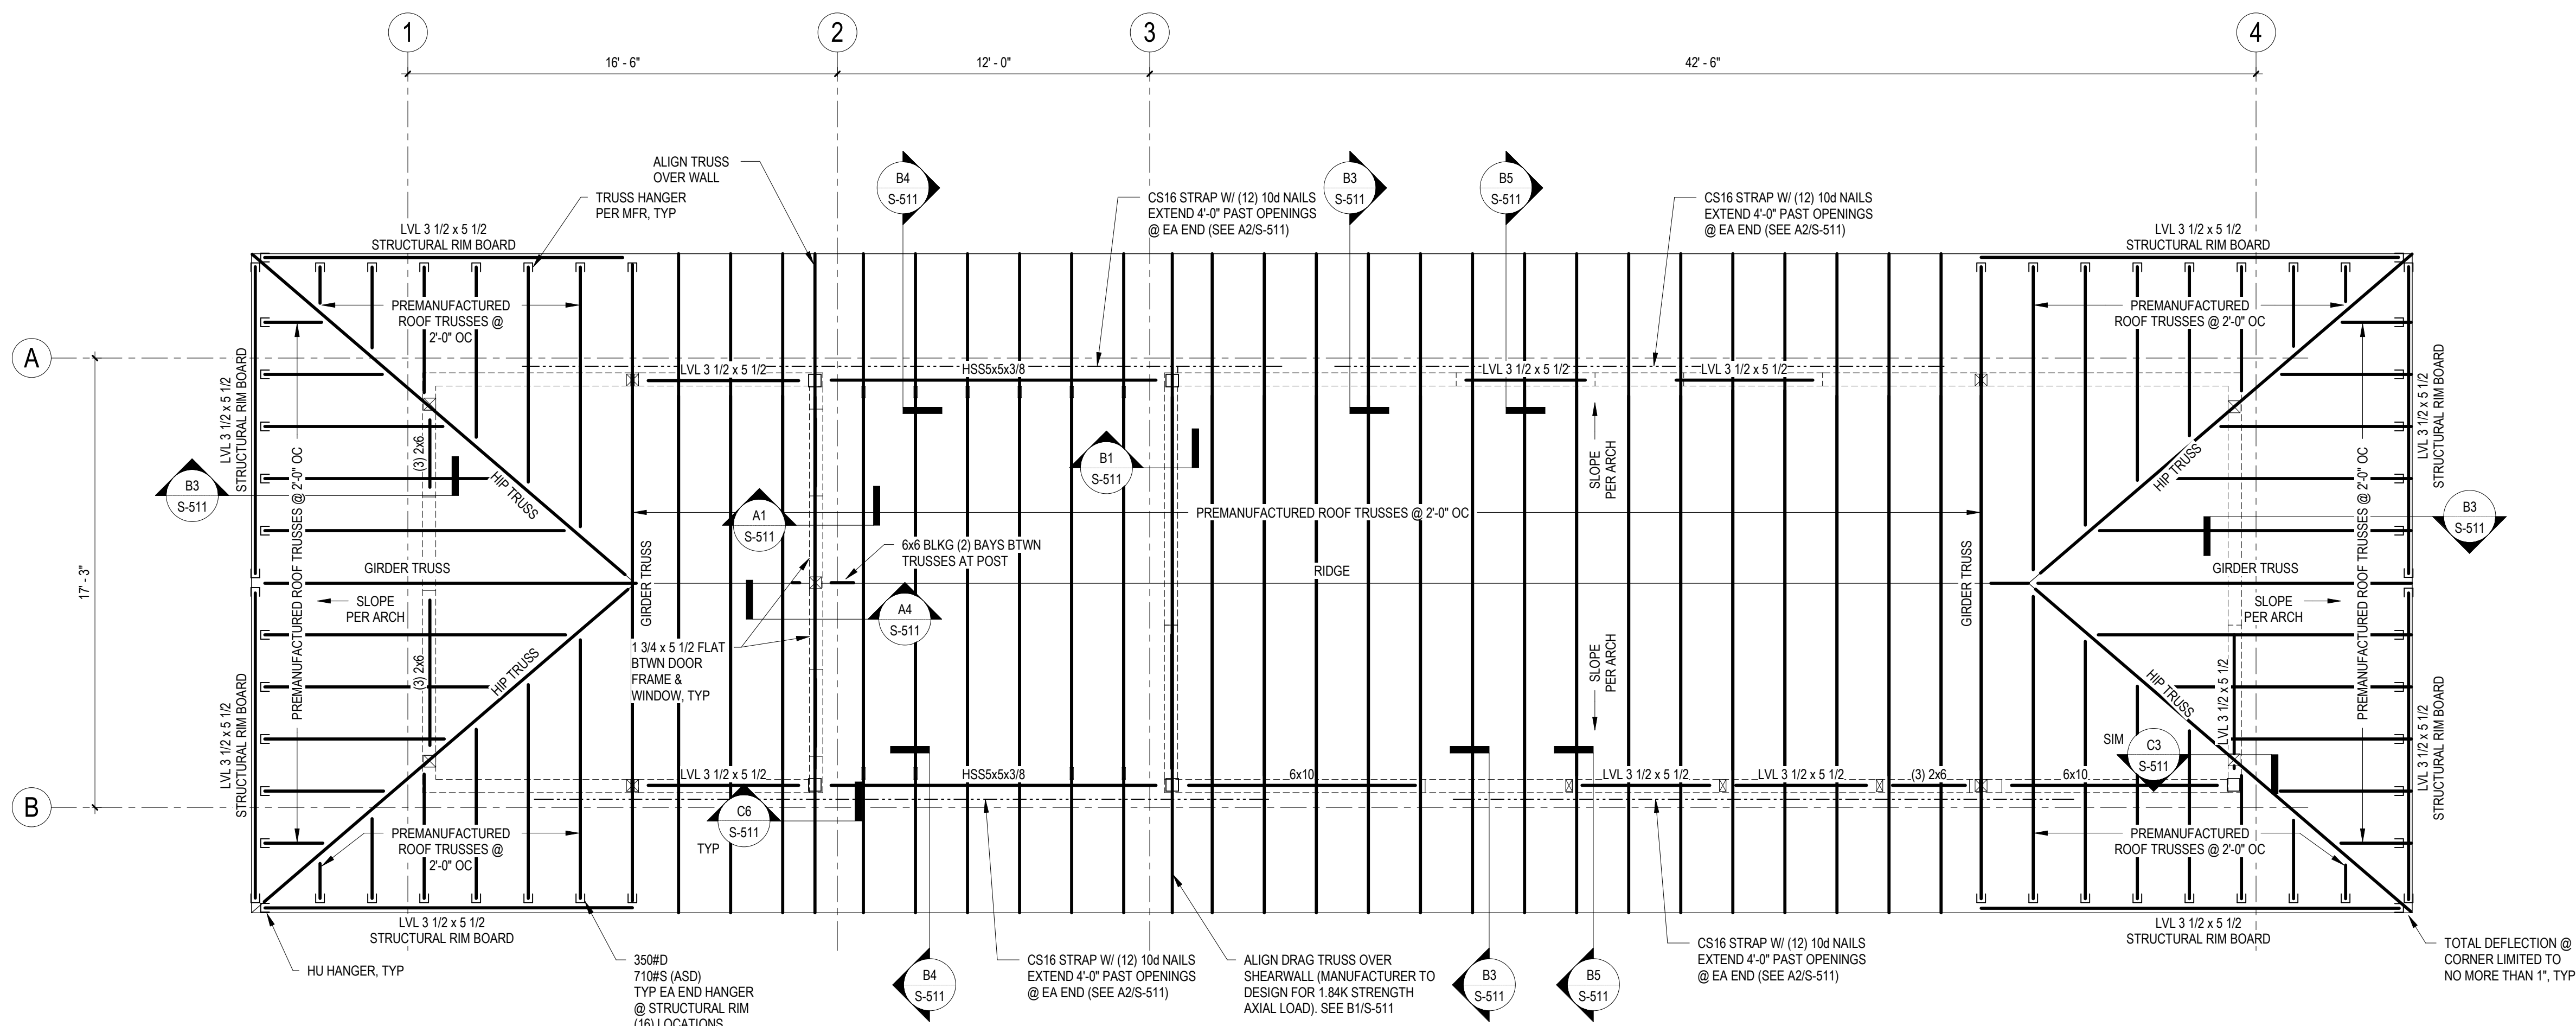 1
2
3
4
16' - 6"
12' - 0"
42' - 6"
A
B
17' - 3"
ALIGN TRUSS
OVER WALL
TRUSS HANGER
PER MFR, TYP
B4
S-511
CS16 STRAP W/ (12) 10d NAILS
EXTEND 4'-0" PAST OPENINGS
@ EA END (SEE A2/S-511)
B3
S-511
B5
S-511
CS16 STRAP W/ (12) 10d NAILS
EXTEND 4'-0" PAST OPENINGS
@ EA END (SEE A2/S-511)
LVL 3 1/2 x 5 1/2
STRUCTURAL RIM BOARD
LVL 3 1/2 x 5 1/2
STRUCTURAL RIM BOARD
PREMANUFACTURED
ROOF TRUSSES @
2'-0" OC
PREMANUFACTURED
ROOF TRUSSES @ 2'-0" OC
LVL 3 1/2 x 5 1/2
STRUCTURAL RIM BOARD
LVL 3 1/2 x 5 1/2
HSS5x5x3/8
LVL 3 1/2 x 5 1/2
LVL 3 1/2 x 5 1/2
LVL 3 1/2 x 5 1/2
STRUCTURAL RIM BOARD
PREMANUFACTURED ROOF TRUSSES @ 2'-0" OC
(3) 2x6
HIP TRUSS
B3
S-511
B1
S-511
SLOPE
PER ARCH
HIP TRUSS
PREMANUFACTURED ROOF TRUSSES @ 2'-0" OC
B3
S-511
A1
S-511
PREMANUFACTURED ROOF TRUSSES @ 2'-0" OC
6x6 BLKG (2) BAYS BTWN
TRUSSES AT POST
GIRDER TRUSS
GIRDER TRUSS
RIDGE
GIRDER TRUSS
GIRDER TRUSS
SLOPE
PER ARCH
A4
S-511
SLOPE
PER ARCH
1 3/4 x 5 1/2 FLAT
BTWN DOOR
FRAME &
WINDOW, TYP
SLOPE
PER ARCH
(3) 2x6
HIP TRUSS
HIP TRUSS
LVL 3 1/2 x 5 1/2
LVL 3 1/2 x 5 1/2
STRUCTURAL RIM BOARD
LVL 3 1/2 x 5 1/2
STRUCTURAL RIM BOARD
SIM
C3
S-511
LVL 3 1/2 x 5 1/2
HSS5x5x3/8
6x10
LVL 3 1/2 x 5 1/2
LVL 3 1/2 x 5 1/2
(3) 2x6
6x10
C6
S-511
TYP
PREMANUFACTURED
ROOF TRUSSES @
2'-0" OC
PREMANUFACTURED
ROOF TRUSSES @ 2'-0" OC
LVL 3 1/2 x 5 1/2
STRUCTURAL RIM BOARD
LVL 3 1/2 x 5 1/2
STRUCTURAL RIM BOARD
HU HANGER, TYP
350#D
710#S (ASD)
TYP EA END HANGER
@ STRUCTURAL RIM
(16) LOCATIONS
B4
S-511
CS16 STRAP W/ (12) 10d NAILS
EXTEND 4'-0" PAST OPENINGS
@ EA END (SEE A2/S-511)
ALIGN DRAG TRUSS OVER
SHEARWALL (MANUFACTURER TO
DESIGN FOR 1.84K STRENGTH
AXIAL LOAD). SEE B1/S-511
B3
S-511
B5
S-511
CS16 STRAP W/ (12) 10d NAILS
EXTEND 4'-0" PAST OPENINGS
@ EA END (SEE A2/S-511)
TOTAL DEFLECTION @
CORNER LIMITED TO
NO MORE THAN 1", TYP